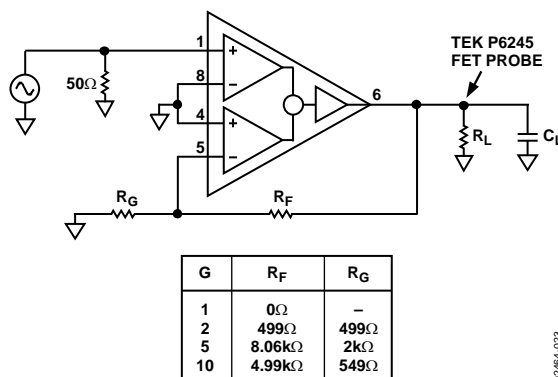 TEK P6245
FET PROBE
1
+
50Ω
8
–
6
4
+
5
–
R_L
C_L
R_G
R_F
G R_F R_G
1 0Ω –
2 499Ω 499Ω
5 8.06kΩ 2kΩ
10 4.99kΩ 549Ω